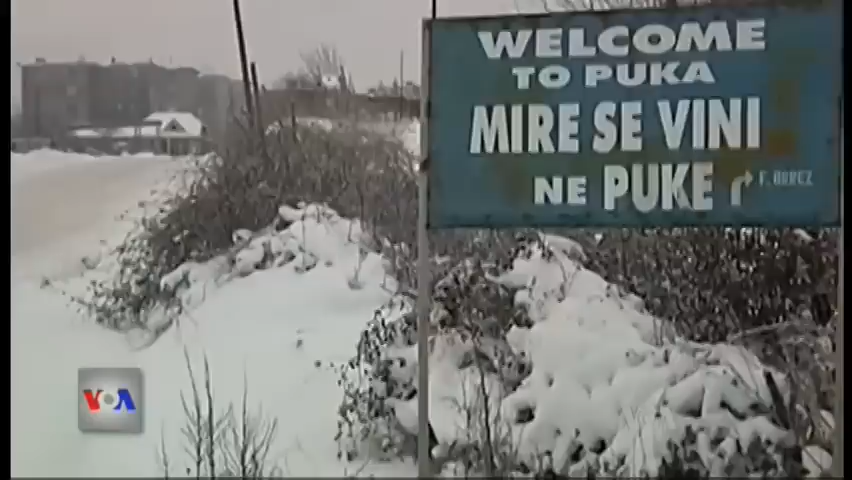 WELCOME
TO PUKA
MIRE SE VINI
NE PUKE
VOA